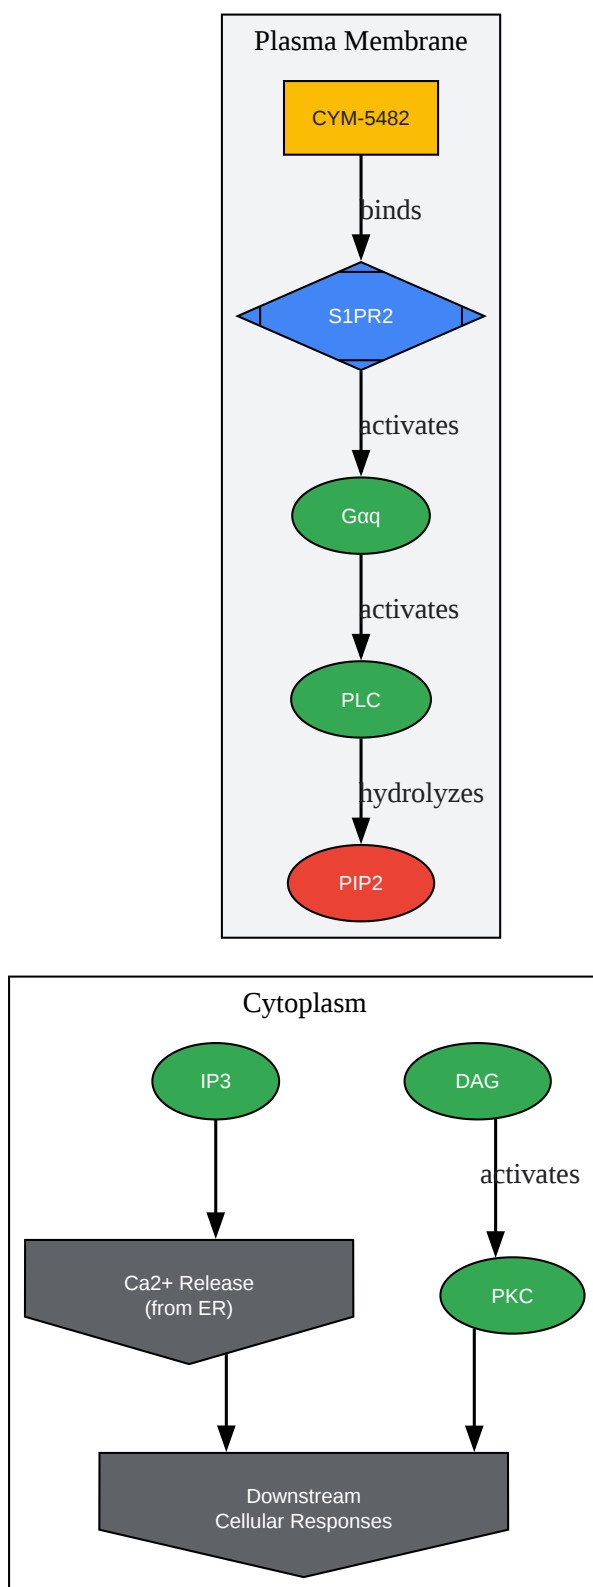 Plasma Membrane
CYM-5482
binds
S1PR2
activates
Gαq
activates
PLC
hydrolyzes
PIP2
Cytoplasm
IP3
DAG
activates
Ca2+ Release
(from ER)
PKC
Downstream
Cellular Responses